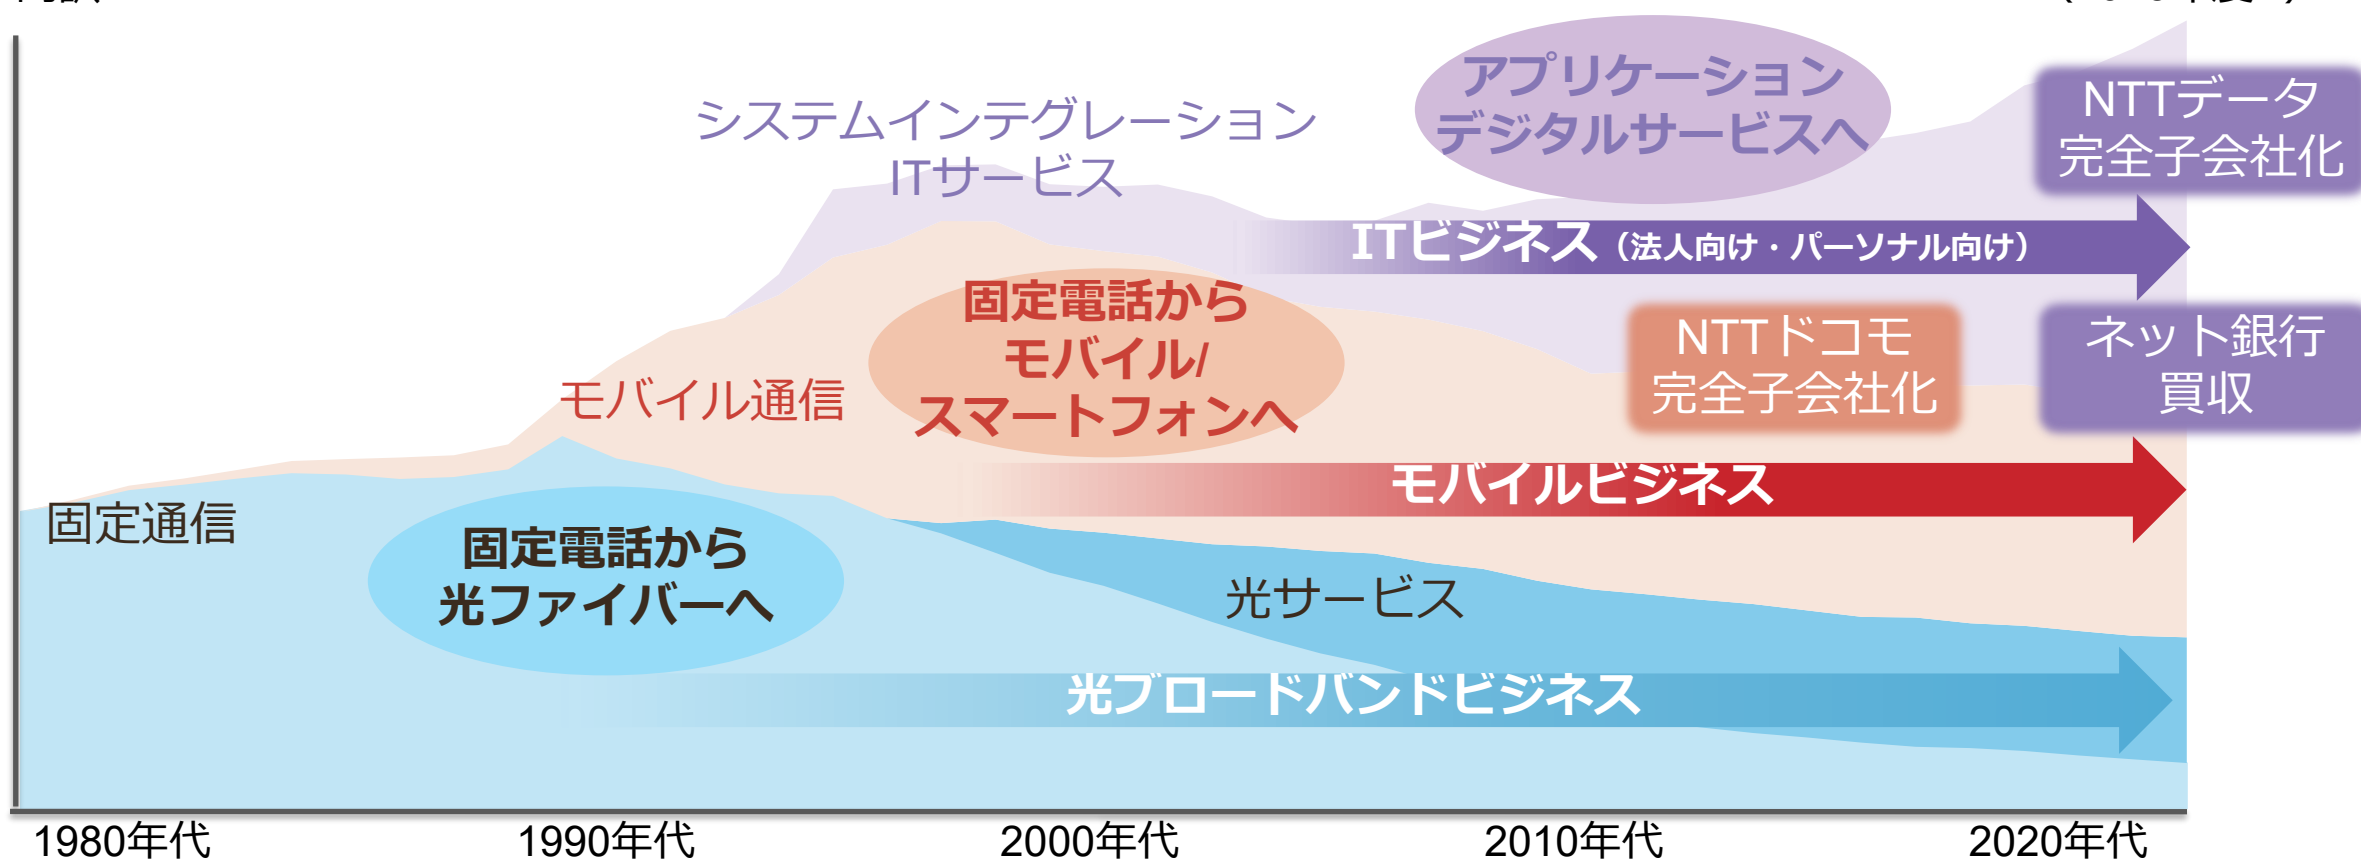 システムインテグレーション
ITサービス
アプリケーション
デジタルサービスへ
NTTデータ
完全子会社化
ITビジネス（法人向け・パーソナル向け）
固定電話から
モバイル/
スマートフォンへ
NTTドコモ
完全子会社化
ネット銀行
買収
モバイル通信
モバイルビジネス
固定通信
固定電話から
光ファイバーへ
光サービス
光ブロードバンドビジネス
1980年代
1990年代
2000年代
2010年代
2020年代